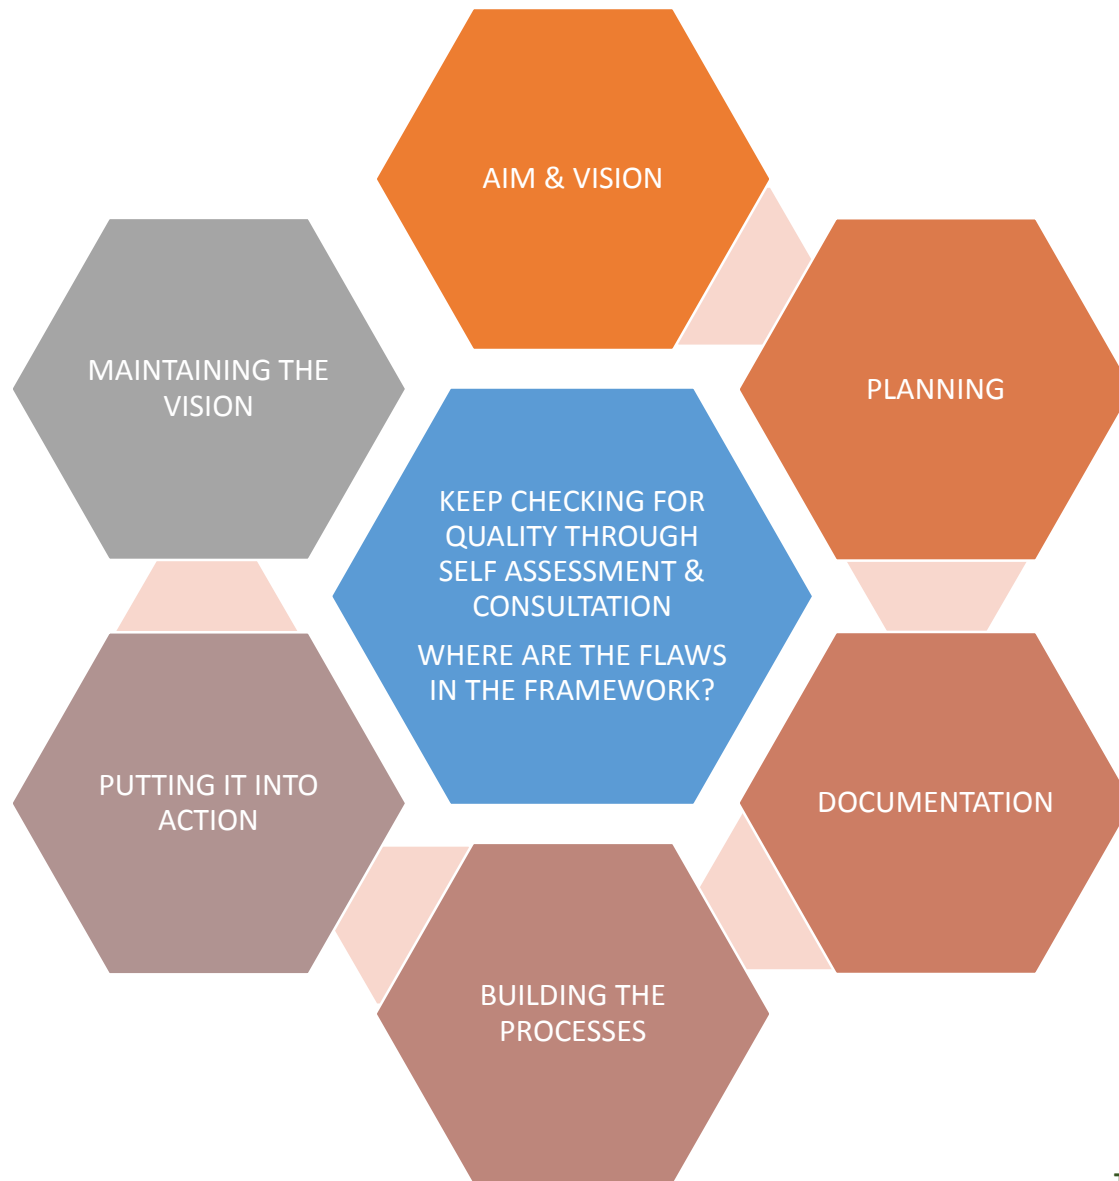 AIM & VISION
PLANNING
DOCUMENTATION
BUILDING THE
PROCESSES
PUTTING IT INTO
ACTION
MAINTAINING THE
VISION
KEEP CHECKING FOR
QUALITY THROUGH
SELF ASSESSMENT &
CONSULTATION
WHERE ARE THE FLAWS
IN THE FRAMEWORK?